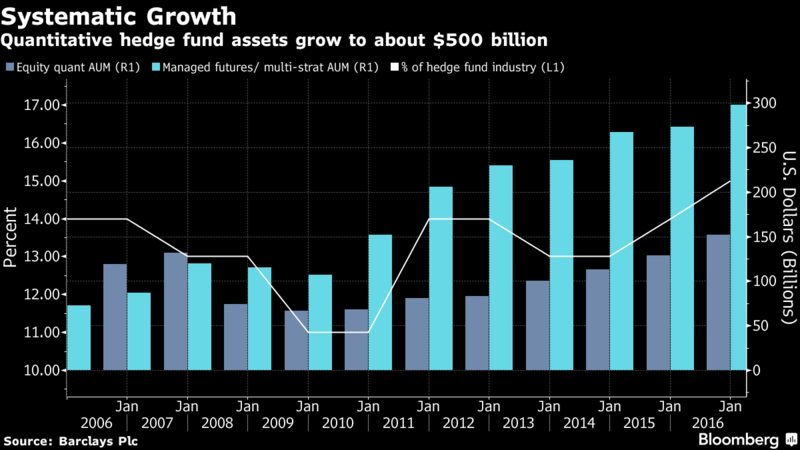 Systematic Growth
Quantitative hedge fund assets grow to about $500 billion
Equity quant AUM (R1) Managed futures/ multi-strat AUM (R1) % of hedge fund industry (L1)
17.00
16.00
15.00
14.00
13.00
12.00
11.00
10.00
Percent
300
250
200
150
100
50
0
U.S. Dollars (Billions)
Jan Jan Jan Jan Jan Jan Jan Jan Jan Jan Jan
2006 2007 2008 2009 2010 2011 2012 2013 2014 2015 2016
Source: Barclays Plc
Bloomberg